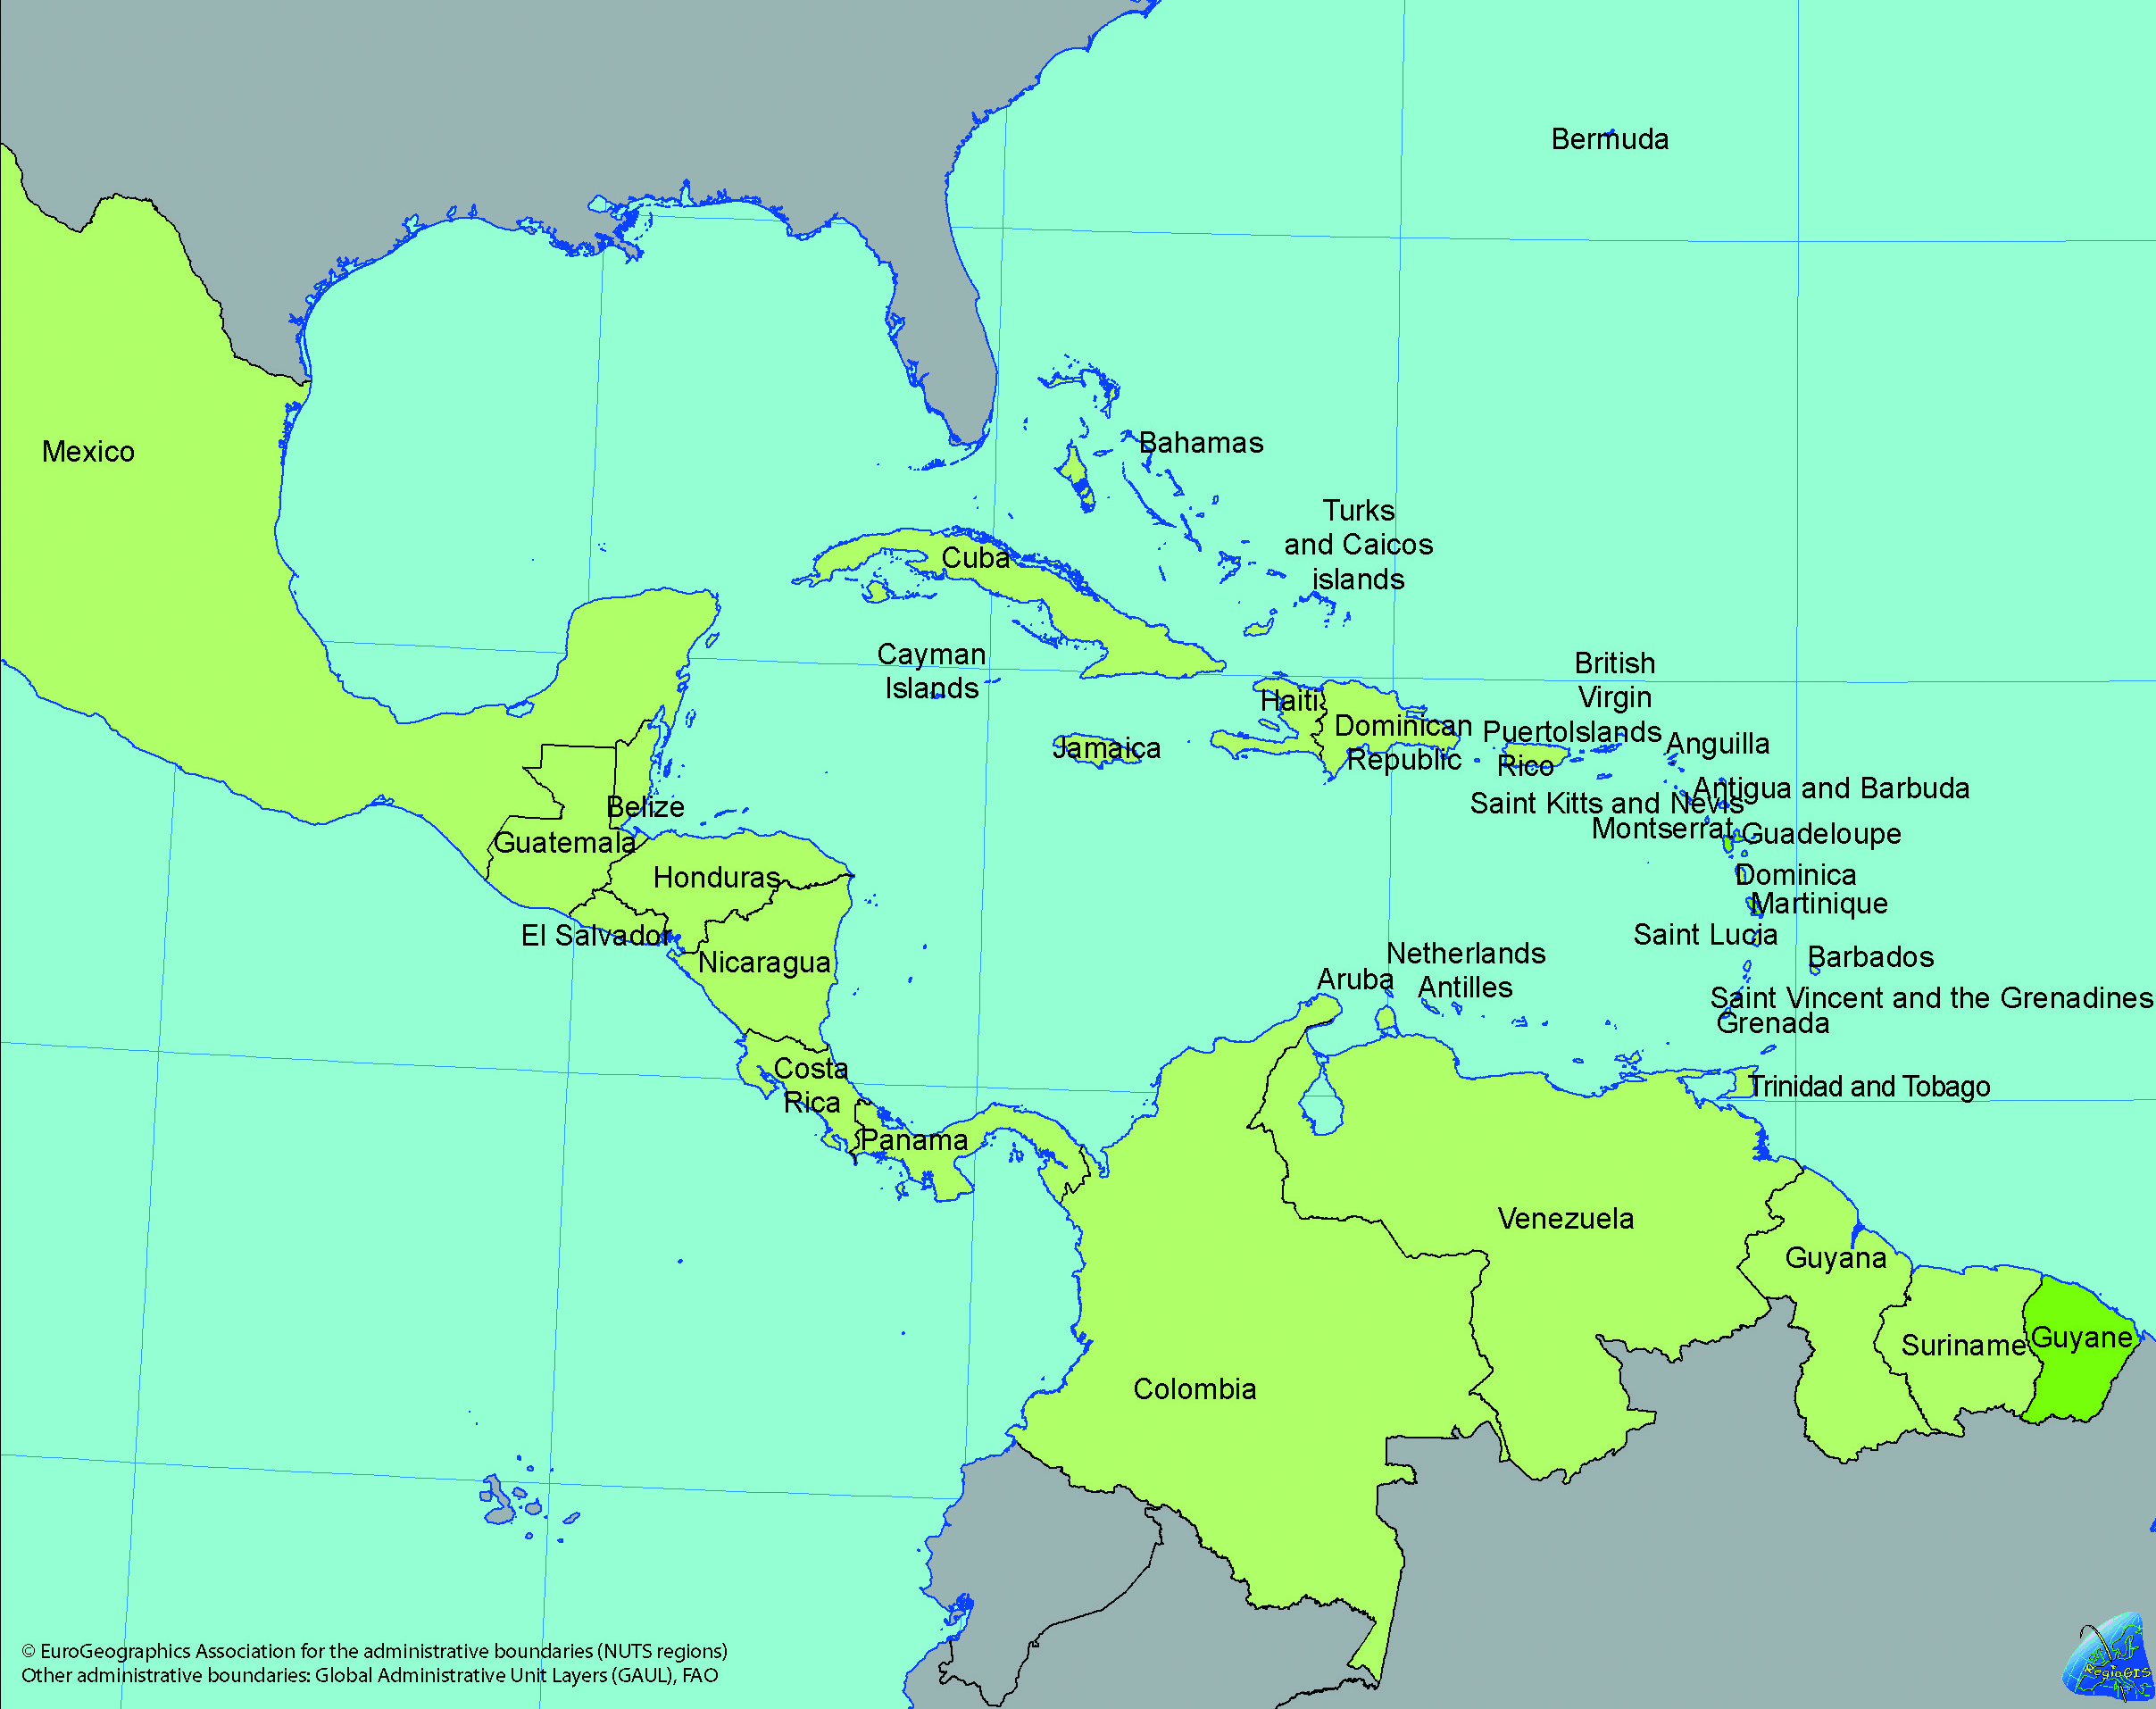 Bermuda
Mexico
Bahamas
Turks
and Caicos
islands
Cuba
Cayman
Islands
British
Virgin
Islands
Haiti
Dominican
Republic
Puerto
Rico
Jamaica
Anguilla
Antigua and Barbuda
Saint Kitts and Nevis
Montserrat
Guadeloupe
Belize
Guatemala
Honduras
Dominica
Martinique
El Salvador
Saint Lucia
Nicaragua
Netherlands
Antilles
Aruba
Barbados
Saint Vincent and the Grenadines
Grenada
Costa
Rica
Trinidad and Tobago
Panama
Venezuela
Guyana
Suriname
Guyane
Colombia
© EuroGeographics Association for the administrative boundaries (NUTS regions)
Other administrative boundaries: Global Administrative Unit Layers (GAUL), FAO
RegioGIS